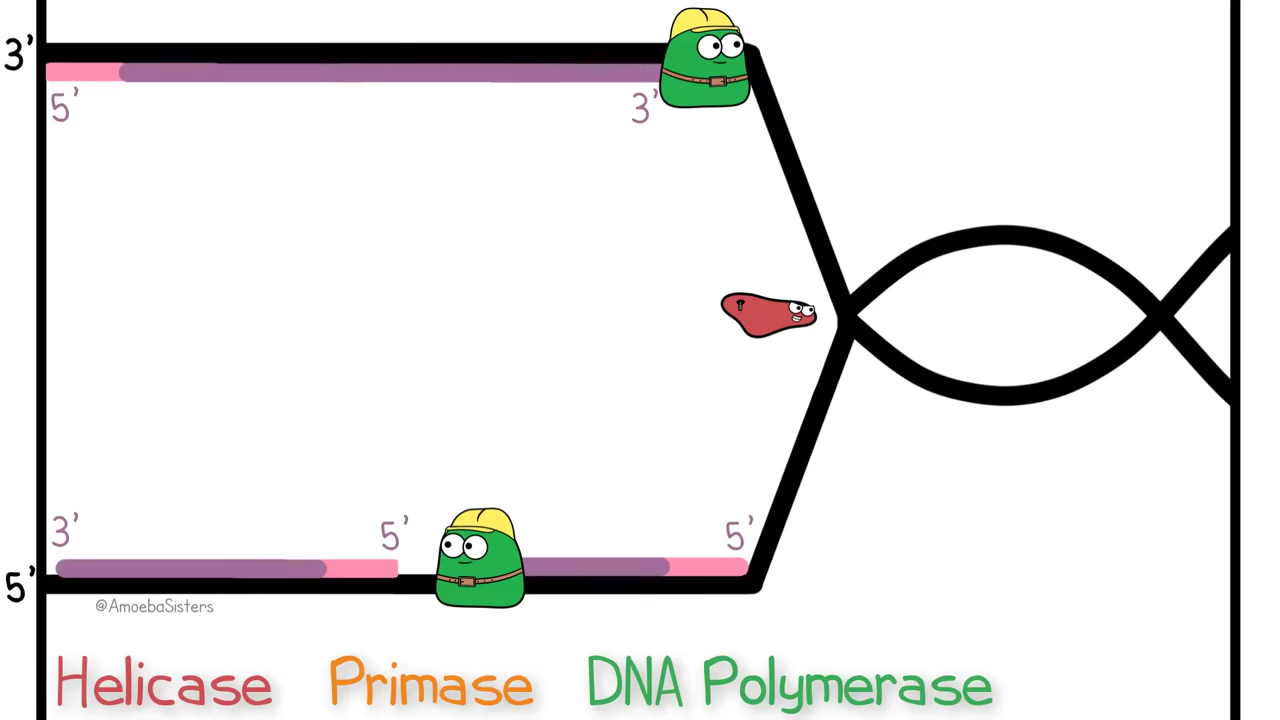 3'
5' 3'
3' 5' 5'
5'
@AmoebaSisters
Helicase Primase DNA Polymerase